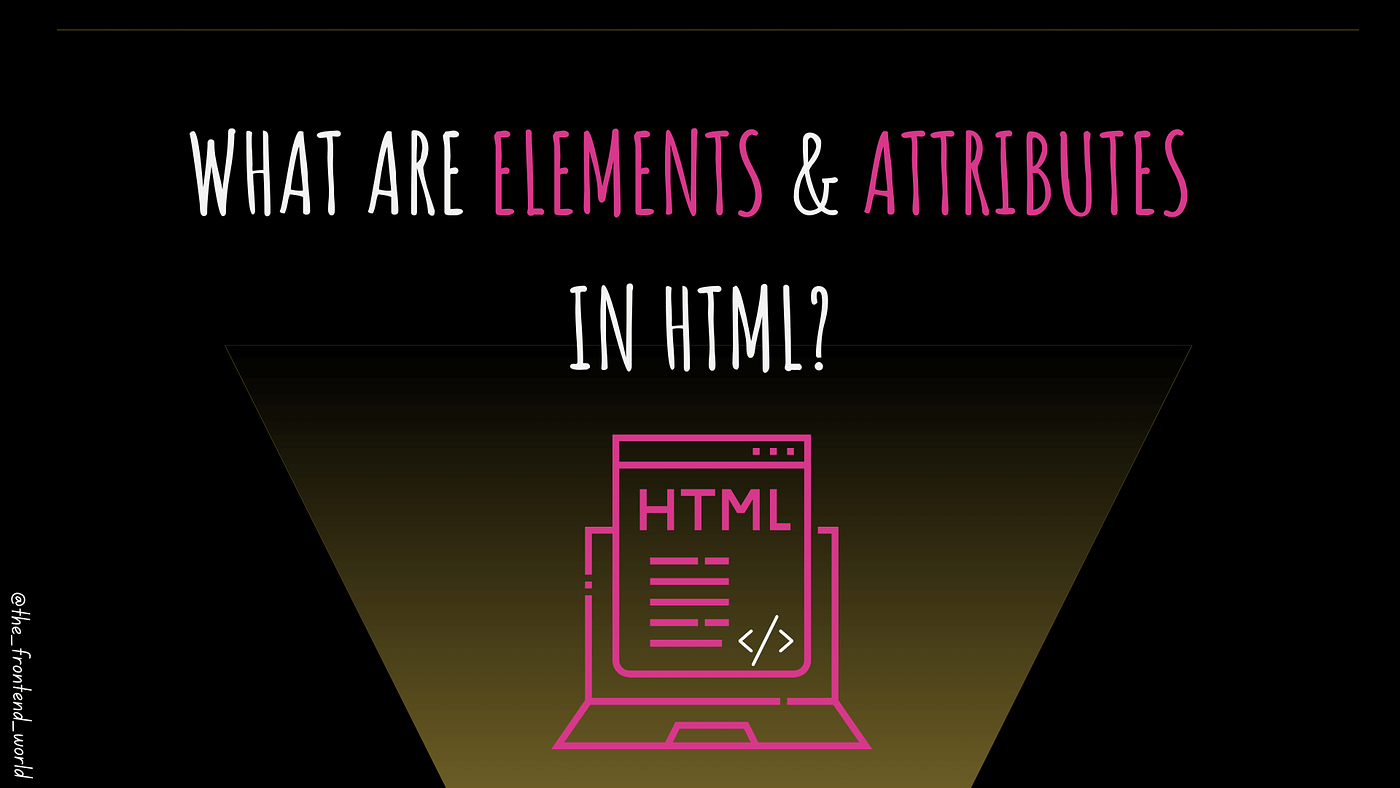 WHAT ARE ELEMENTS & ATTRIBUTES
IN HTML?
HTML
</>
@the_frontend_world